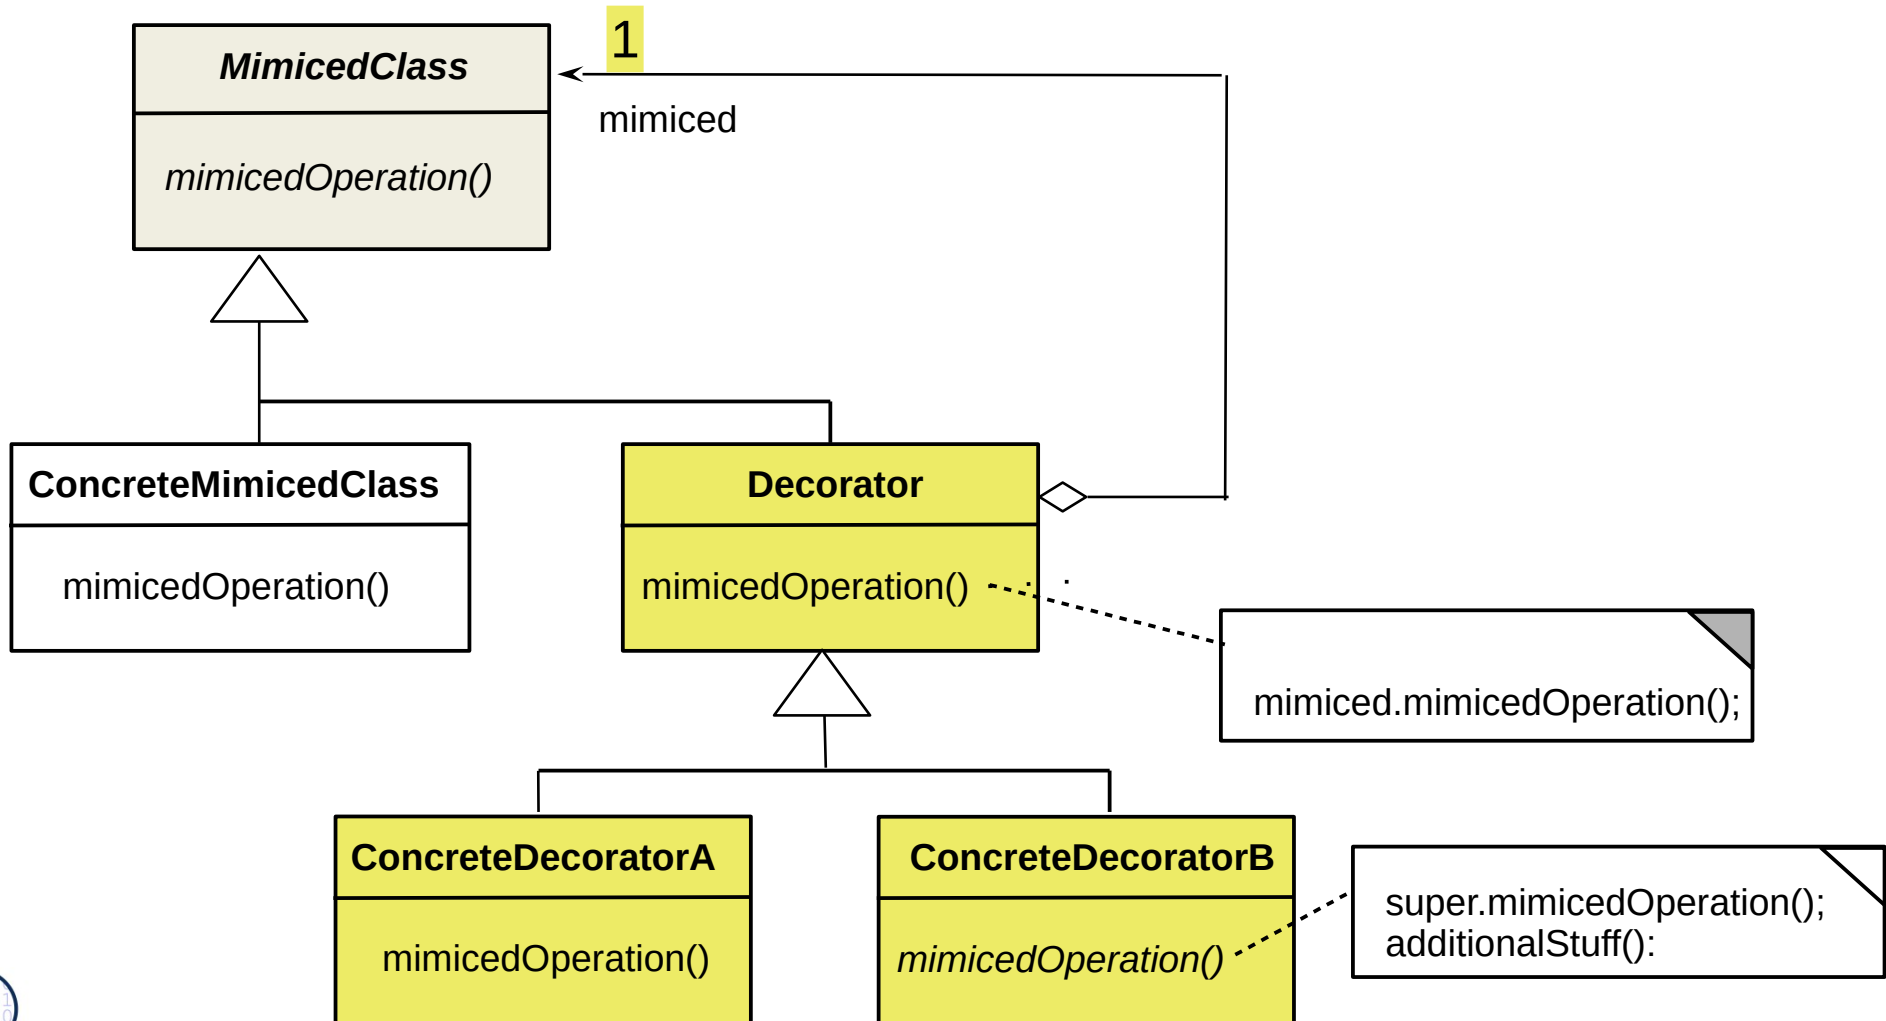 MimicedClass
1
mimiced
mimicedOperation()
ConcreteMimicedClass
Decorator
mimicedOperation()
mimicedOperation()
mimiced.mimicedOperation();
ConcreteDecoratorA
ConcreteDecoratorB
mimicedOperation()
mimicedOperation()
super.mimicedOperation();
additionalStuff():